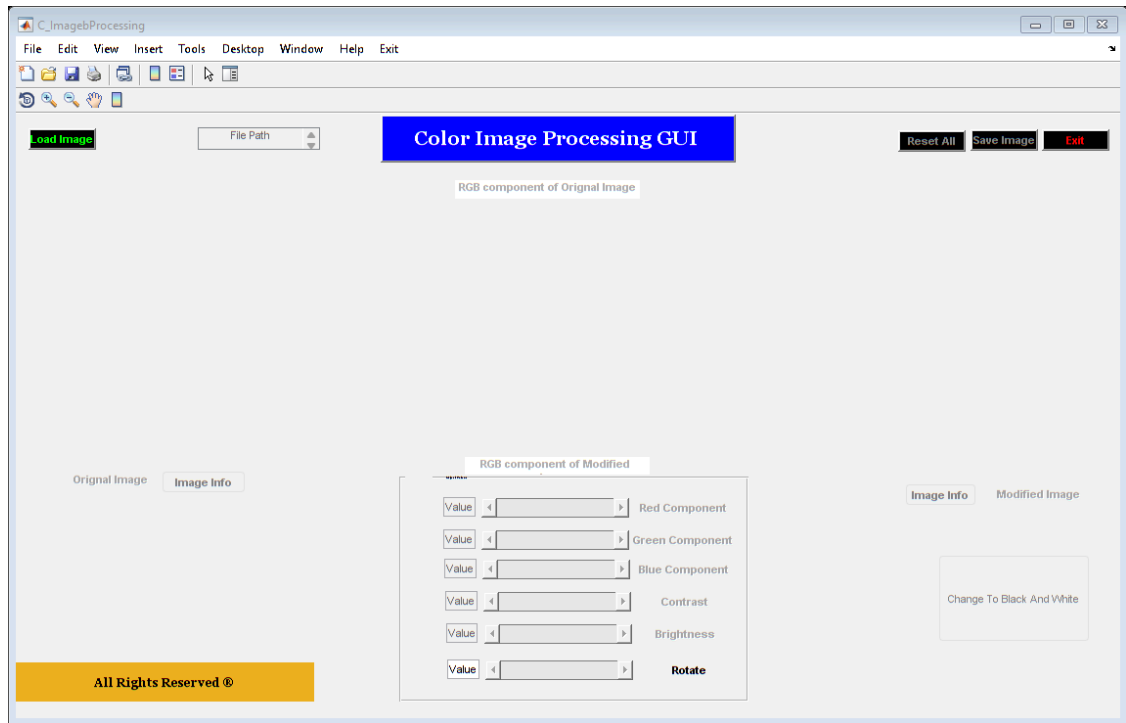 C_ImagebProcessing
File Edit View Insert Tools Desktop Window Help Exit
Load Image
File Path
Color Image Processing GUI
Reset All
Save Image
Exit
RGB component of Orignal Image
RGB component of Modified
Orignal Image
Image Info
Image Info
Modified Image
Value
Red Component
Value
Green Component
Value
Blue Component
Value
Contrast
Value
Brightness
Value
Rotate
Change To Black And White
All Rights Reserved ®